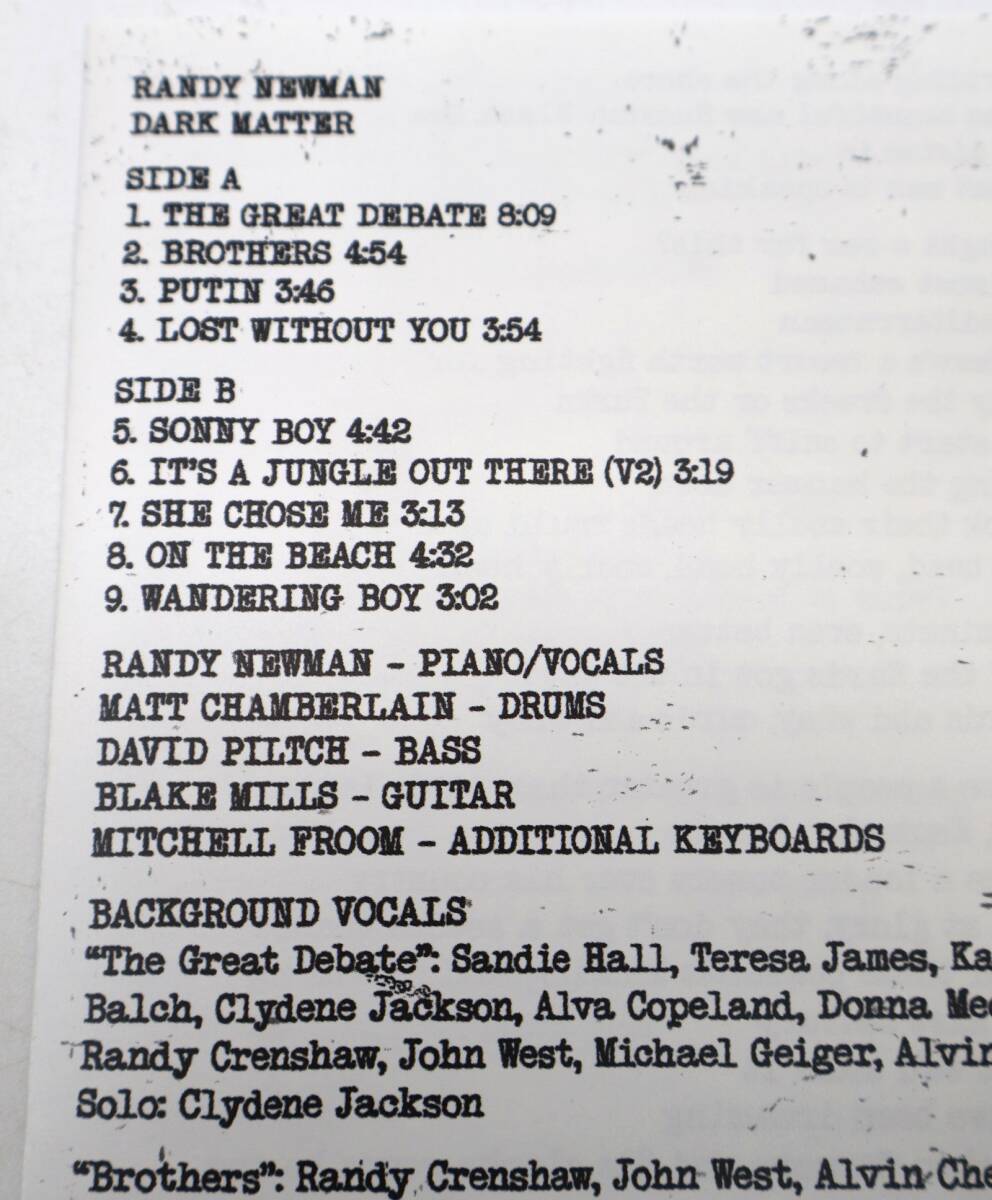 RANDY NEWMAN
DARK MATTER
SIDE A
1. THE GREAT DEBATE 8:09
2. BROTHERS 4:54
3. PUTIN 3:46
4. LOST WITHOUT YOU 3:54
SIDE B
5. SONNY BOY 4:42
6. IT'S A JUNGLE OUT THERE (V2) 3:19
7. SHE CHOSE ME 3:13
8. ON THE BEACH 4:32
9. WANDERING BOY 3:02
RANDY NEWMAN – PIANO/VOCALS
MATT CHAMBERLAIN – DRUMS
DAVID PILTCH – BASS
BLAKE MILLS – GUITAR
MITCHELL FROOM – ADDITIONAL KEYBOARDS
BACKGROUND VOCALS
“The Great Debate”: Sandie Hall, Teresa James, Ka
Balch, Clydene Jackson, Alva Copeland, Donna Me
Randy Crenshaw, John West, Michael Geiger, Alvin
Solo: Clydene Jackson
“Brothers”: Randy Crenshaw, John West, Alvin Che